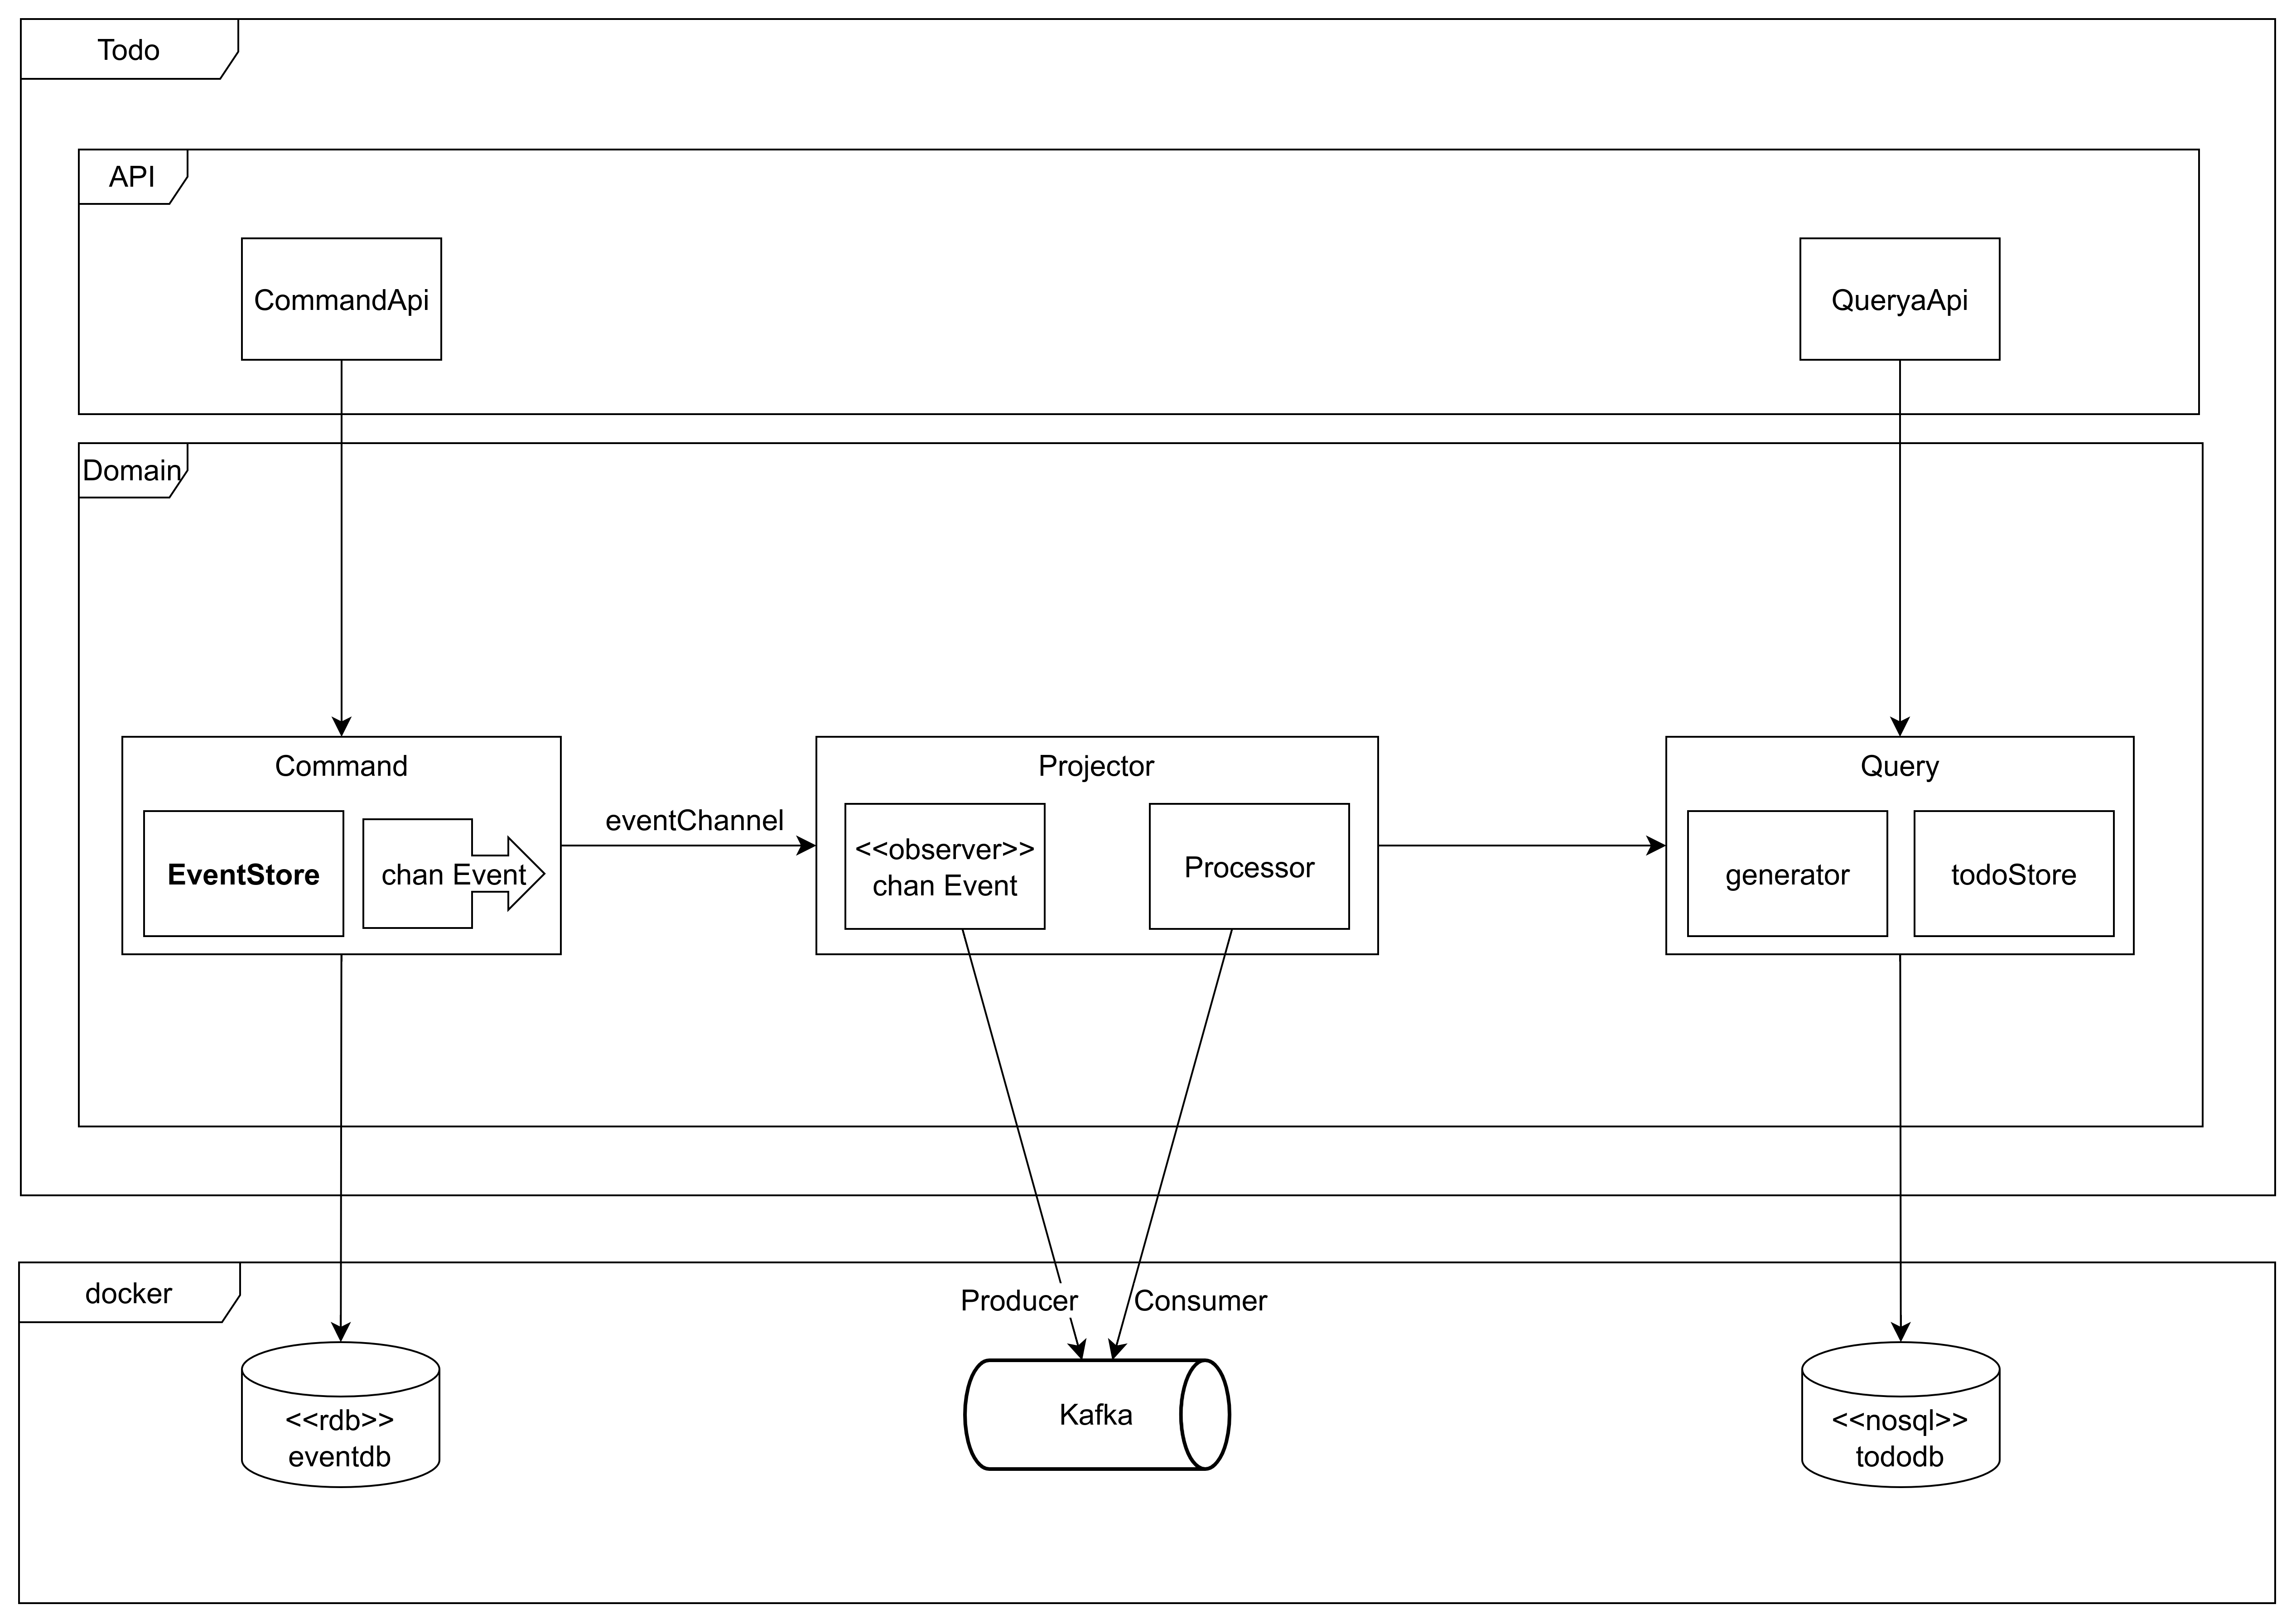 Todo
API
CommandApi
QueryaApi
Domain
Command
EventStore
chan Event
eventChannel
Projector
<<observer>>
chan Event
Processor
Query
generator
todoStore
docker
Producer
Consumer
<<rdb>>
eventdb
Kafka
<<nosql>>
tododb